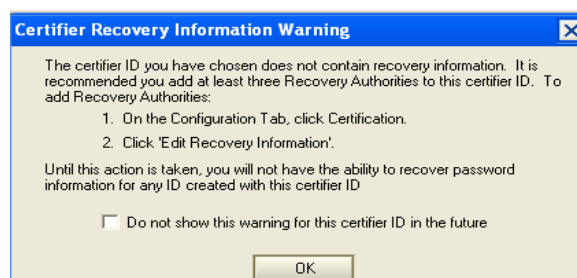 Certifier Recovery Information Warning
The certifier ID you have chosen does not contain recovery information.  It is
recommended you add at least three Recovery Authorities to this certifier ID.  To
add Recovery Authorities:
1.  On the Configuration Tab, click Certification.
2.  Click 'Edit Recovery Information'.
Until this action is taken, you will not have the ability to recover password
information for any ID created with this certifier ID
Do not show this warning for this certifier ID in the future
OK